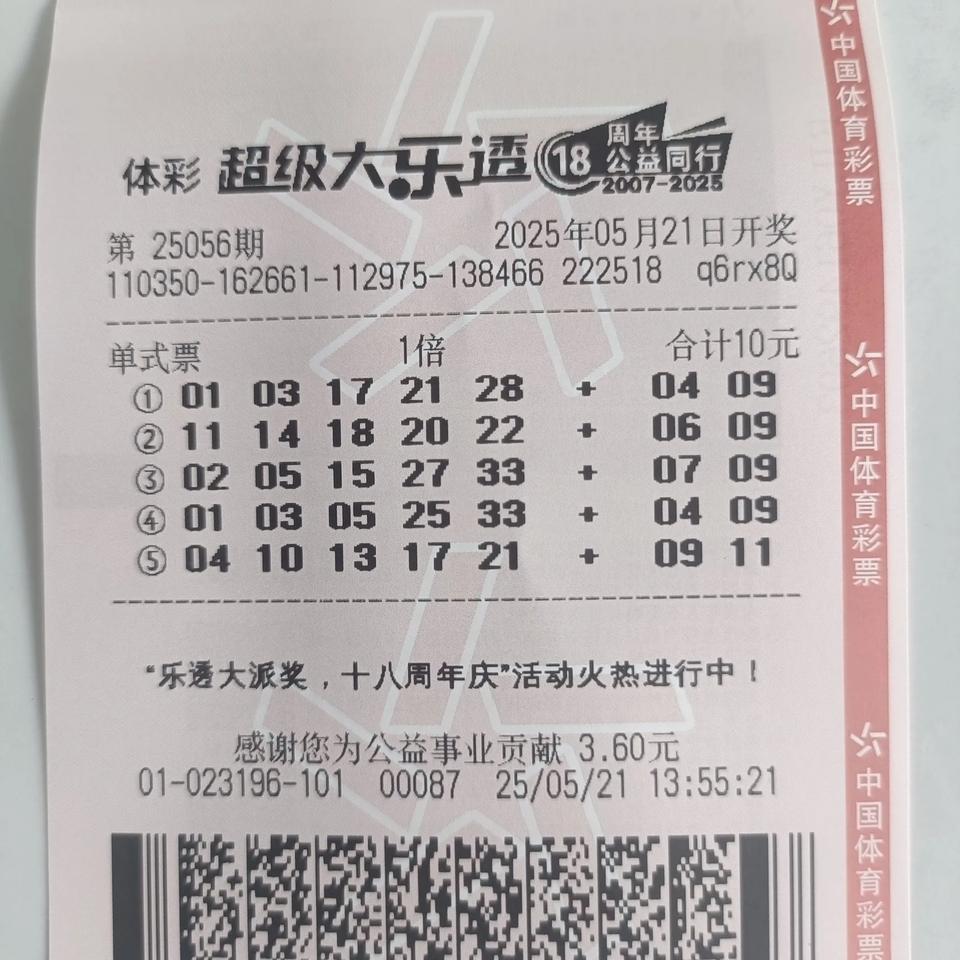 体彩 超级大乐透 18 周年 公益同行 2007-2025
第 25056期 2025年05月21日开奖
110350-162661-112975-138466 222518 q6rx8Q
单式票 1倍 合计10元
① 01 03 17 21 28 + 04 09
② 11 14 18 20 22 + 06 09
③ 02 05 15 27 33 + 07 09
④ 01 03 05 25 33 + 04 09
⑤ 04 10 13 17 21 + 09 11
“乐透大派奖，十八周年庆”活动火热进行中！
感谢您为公益事业贡献 3.60元
01-023196-101 00087 25/05/21 13:55:21
中国体育彩票
中国体育彩票
中国体育彩票